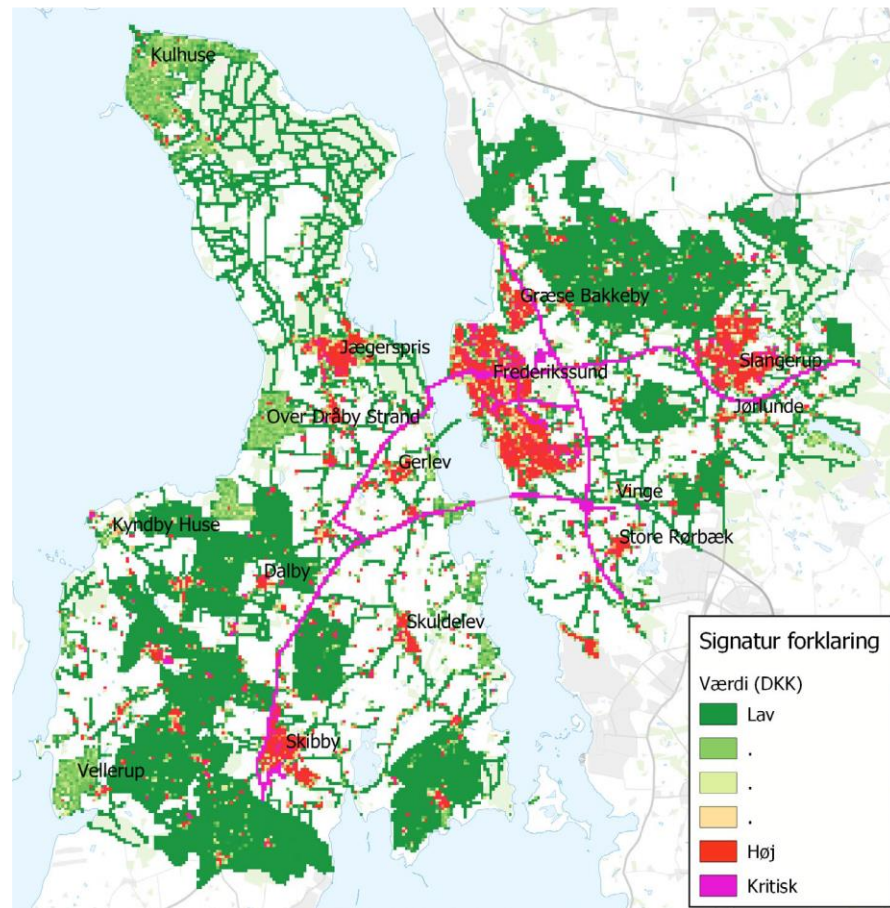 Kulhuse
Græse Bakkeby
Jægerspris
Frederikssund
Slangerup
Over Dråby Strand
Jørlunde
Gerlev
Vinge
Kyndby Huse
Store Rørbæk
Dalby
Skuldelev
Skibby
Vellerup
Signatur forklaring
Værdi (DKK)
Lav
.
.
.
Høj
Kritisk